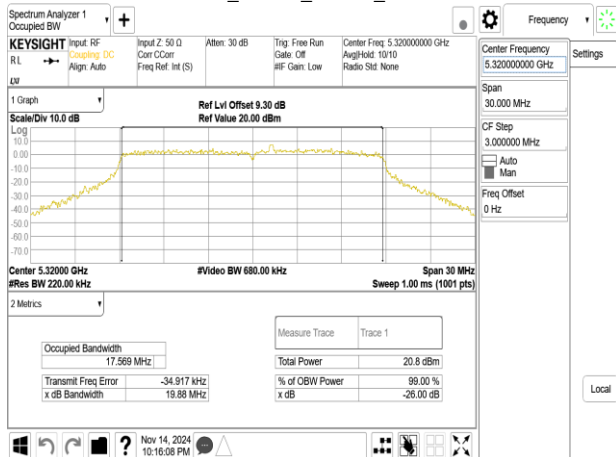 Spectrum Analyzer 1
Occupied BW
Frequency
KEYSIGHT
RL
LXI
Input: RF
Coupling: DC
Align: Auto
Input Z: 50 Ω
Corr CCorr
Freq Ref: Int (S)
Atten: 30 dB
Trig: Free Run
Gate: Off
#IF Gain: Low
Center Freq: 5.320000000 GHz
Avg|Hold: 10/10
Radio Std: None
Center Frequency
5.320000000 GHz
Settings
Span
30.000 MHz
CF Step
3.000000 MHz
Auto
Man
Freq Offset
0 Hz
Local
1 Graph
Scale/Div 10.0 dB
Ref Lvl Offset 9.30 dB
Ref Value 20.00 dBm
Log
10.0
0.00
-10.0
-20.0
-30.0
-40.0
-50.0
-60.0
-70.0
Center 5.32000 GHz
#Res BW 220.00 kHz
#Video BW 680.00 kHz
Span 30 MHz
Sweep 1.00 ms (1001 pts)
2 Metrics
Measure Trace Trace 1
Occupied Bandwidth
17.569 MHz
Total Power 20.8 dBm
Transmit Freq Error -34.917 kHz
% of OBW Power 99.00 %
x dB Bandwidth 19.88 MHz
x dB -26.00 dB
?
Nov 14, 2024
10:16:08 PM